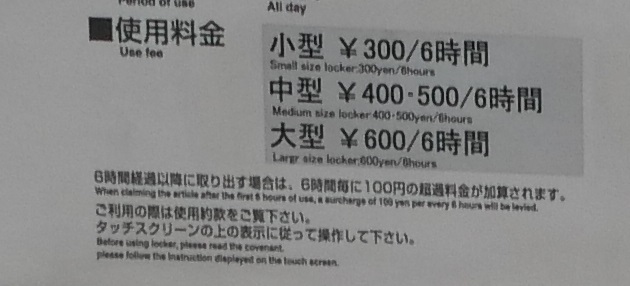 Period of use
All day
■使用料金
Use fee
小型 ¥300/6時間
Small size locker:300yen/6hours
中型 ¥400・500/6時間
Medium size locker:400・500yen/6hours
大型 ¥600/6時間
Largr size locker:600yen/6hours
6時間経過以降に取り出す場合は、6時間毎に100円の超過料金が加算されます。
When claiming the article after the first 6 hours of use, a surcharge of 100 yen per every 6 hours will be levied.
ご利用の際は使用約款をご覧下さい。
タッチスクリーンの上の表示に従って操作して下さい。
Before using locker, please read the covenant.
please follow the instruction displayed on the touch screen.